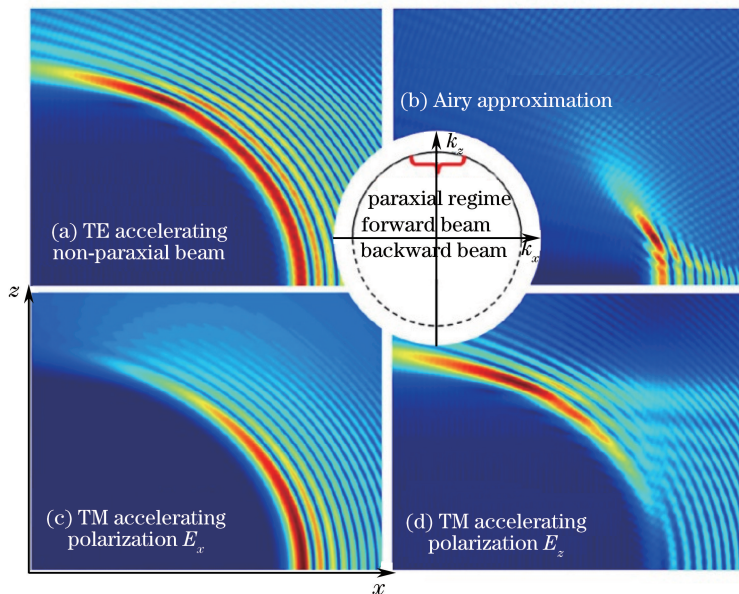 (b) Airy approximation
k_z
paraxial regime
(a) TE accelerating
non-paraxial beam
forward beam
backward beam
k_x
z
(c) TM accelerating
polarization E_x
(d) TM accelerating
polarization E_z
x